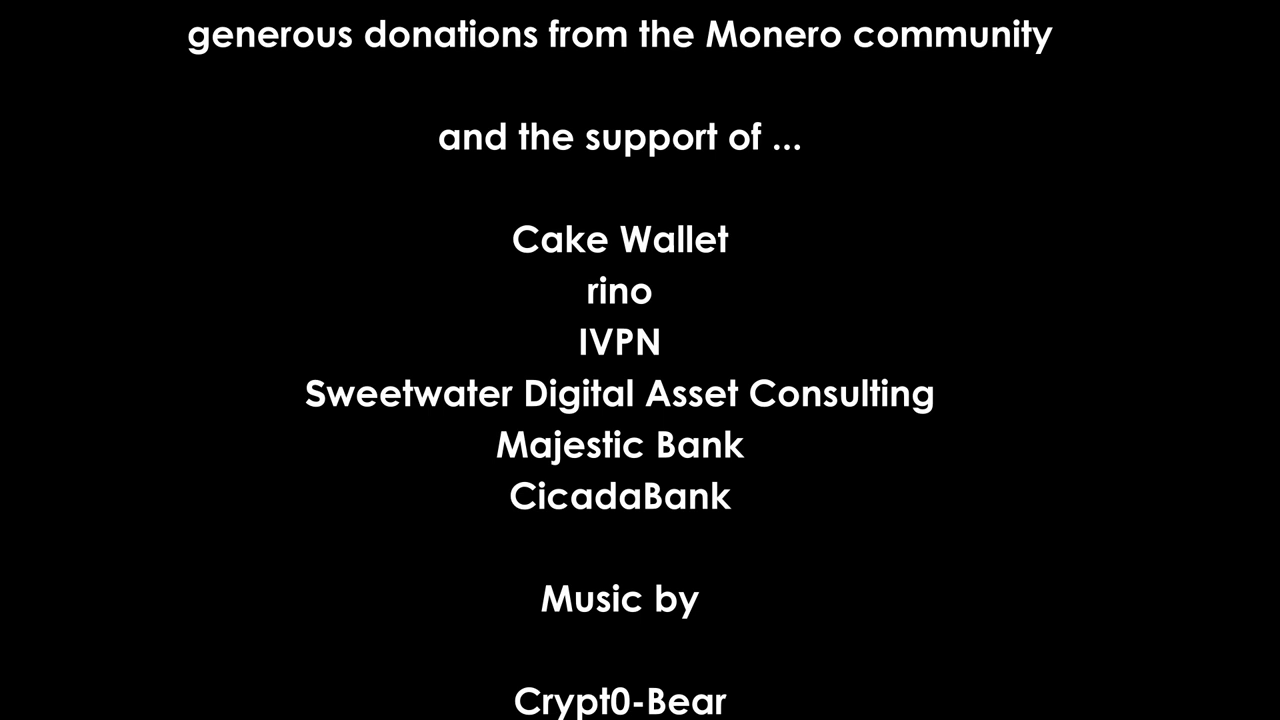 generous donations from the Monero community
and the support of ...
Cake Wallet
rino
IVPN
Sweetwater Digital Asset Consulting
Majestic Bank
CicadaBank
Music by
Crypt0-Bear